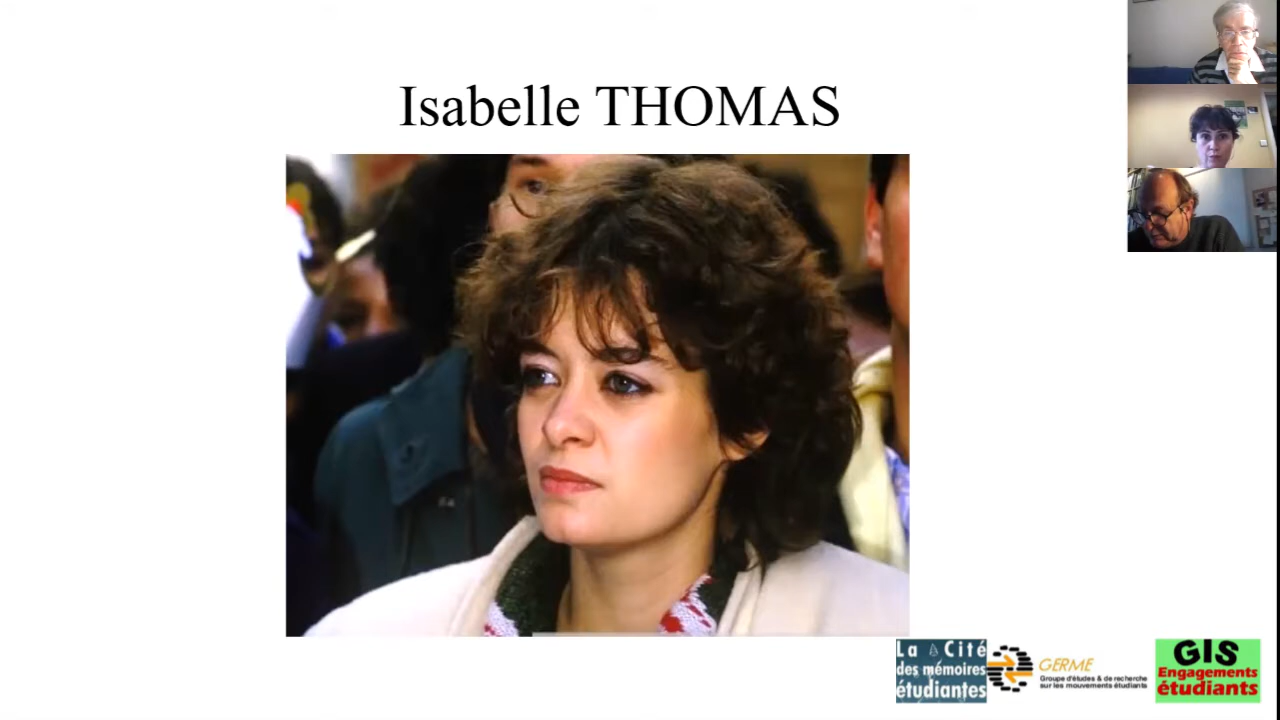 Isabelle THOMAS
La Cité
des mémoires
étudiantes
GERME
Groupe d'études & de recherche
sur les mouvements étudiants
GIS
Engagements
étudiants